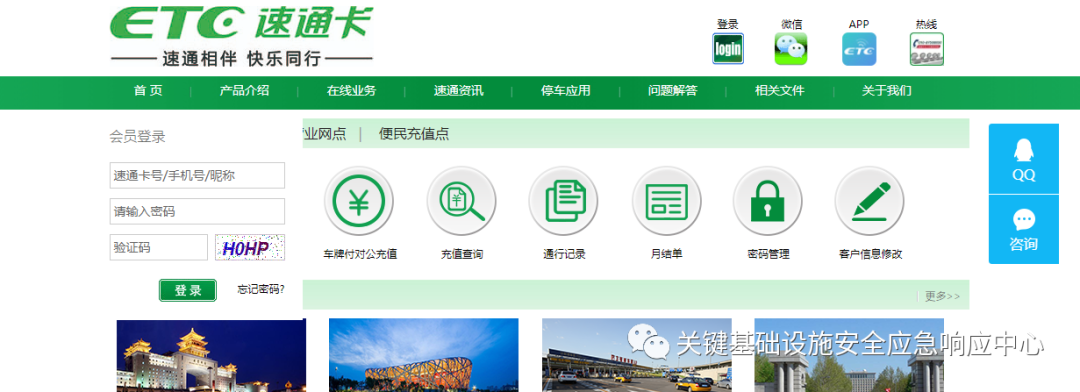 ETC 速通卡
速通相伴 快乐同行
登录 微信 APP 热线
login ETC
首 页 产品介绍 在线业务 速通资讯 停车应用 问题解答 相关文件 关于我们
会员登录
业网点 | 便民充值点
速通卡号/手机号/昵称
请输入密码
验证码 H0HP
登 录 忘记密码?
车牌付对公充值 充值查询 通行记录 月结单 密码管理 客户信息修改
QQ
咨询
更多>>
关键基础设施安全应急响应中心